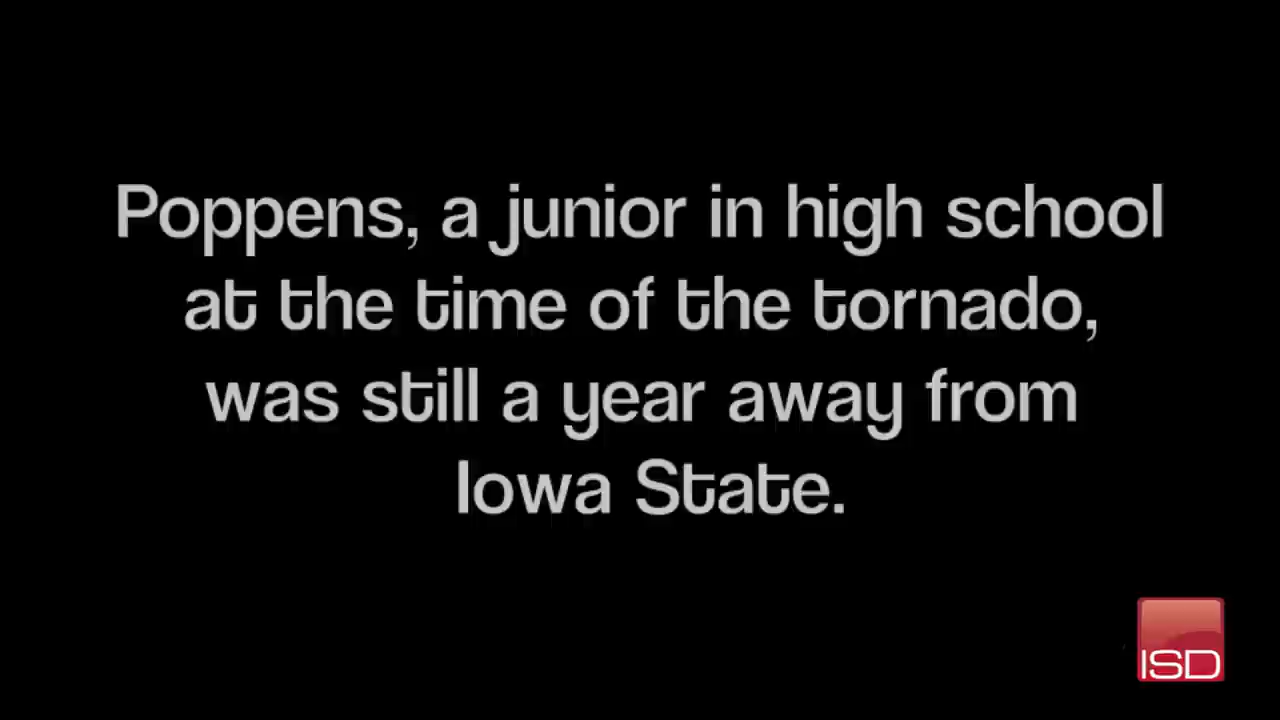 Poppens, a junior in high school
at the time of the tornado,
was still a year away from
Iowa State.
ISD